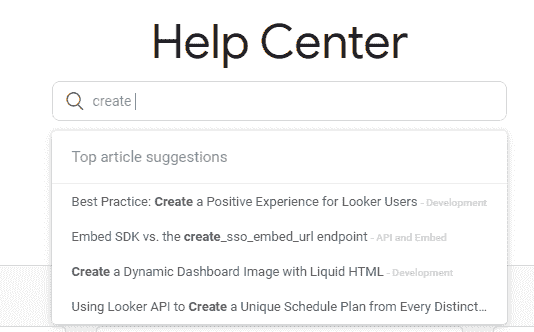 Help Center
create
Top article suggestions
Best Practice: Create a Positive Experience for Looker Users - Development
Embed SDK vs. the create_sso_embed_url endpoint - API and Embed
Create a Dynamic Dashboard Image with Liquid HTML - Development
Using Looker API to Create a Unique Schedule Plan from Every Distinct...